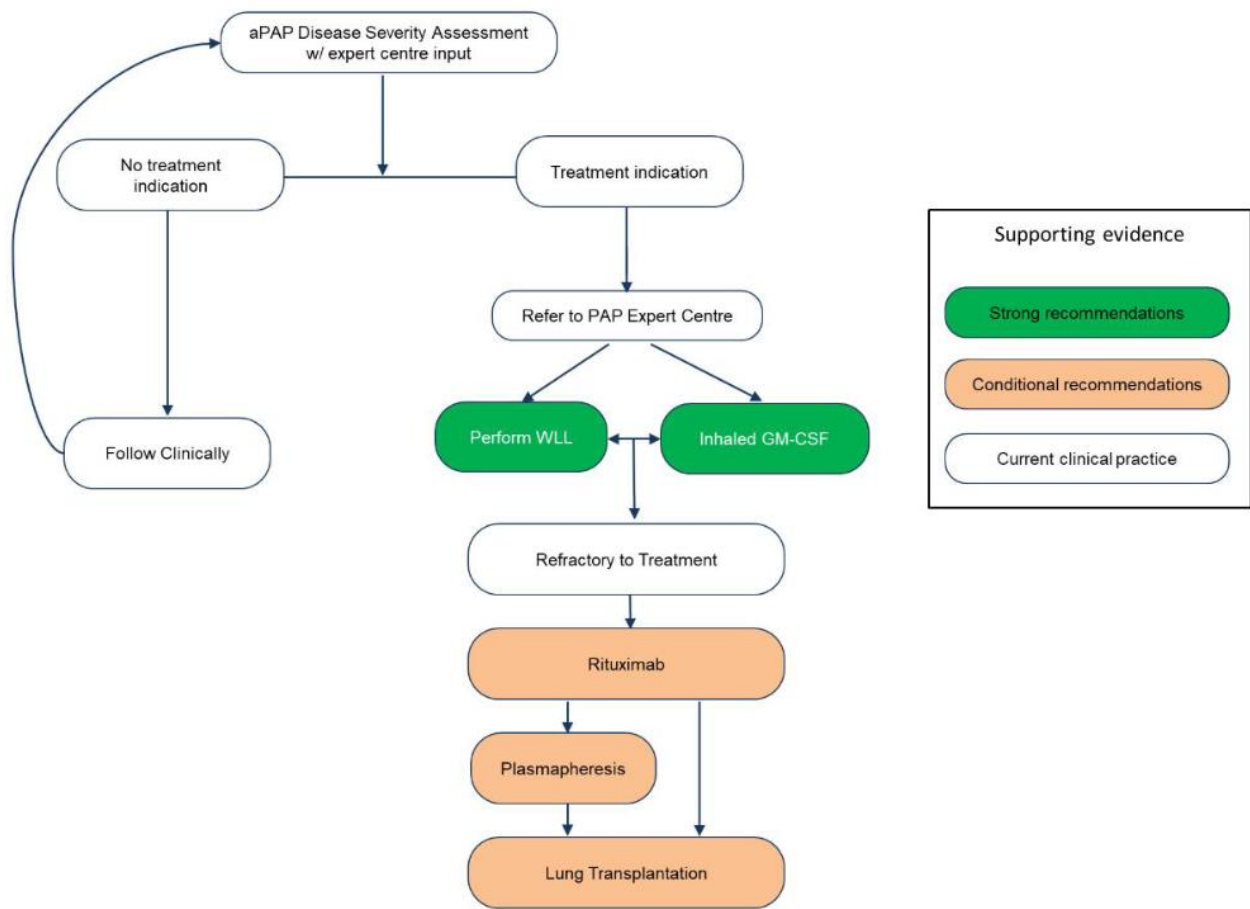 aPAP Disease Severity Assessment
w/ expert centre input
No treatment
indication
Treatment indication
Refer to PAP Expert Centre
Perform WLL
Inhaled GM-CSF
Follow Clinically
Refractory to Treatment
Rituximab
Plasmapheresis
Lung Transplantation
Supporting evidence
Strong recommendations
Conditional recommendations
Current clinical practice